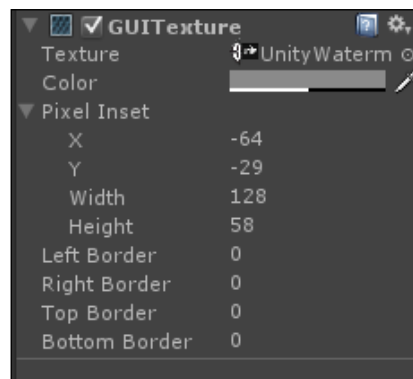 GUITexture
Texture UnityWaterm
Color
Pixel Inset
X -64
Y -29
Width 128
Height 58
Left Border 0
Right Border 0
Top Border 0
Bottom Border 0